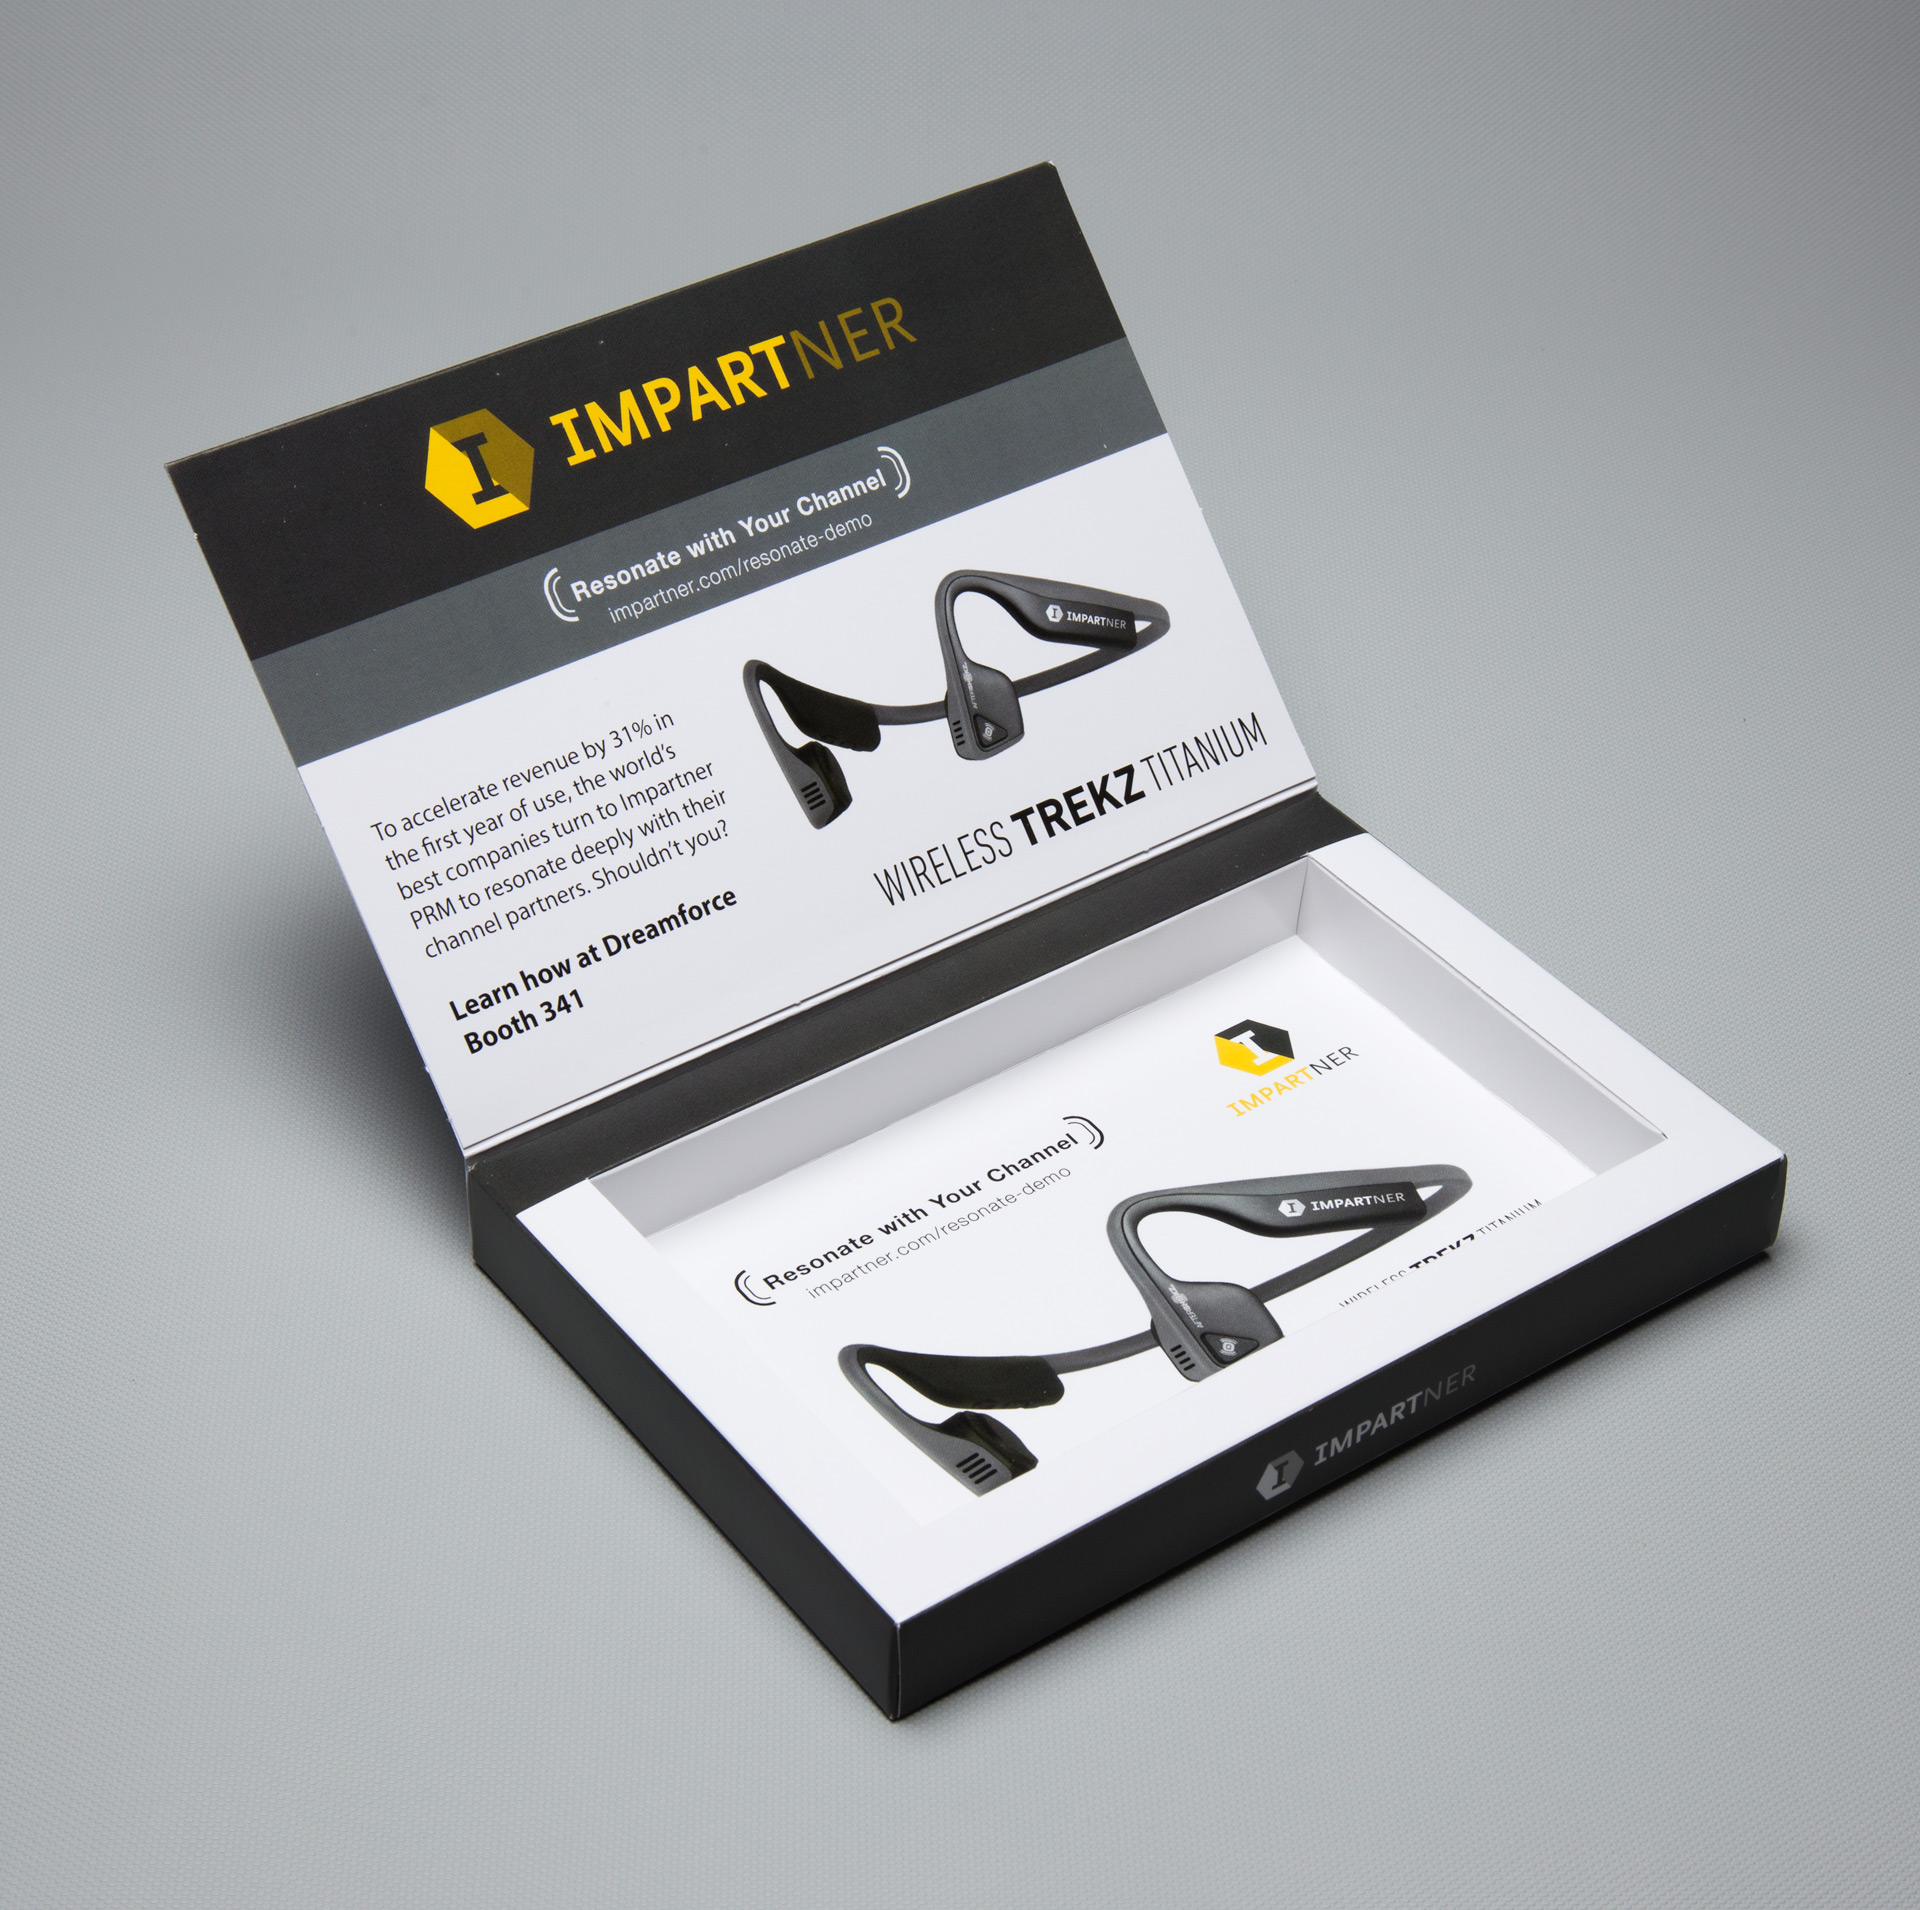 IMPARTNER
Resonate with Your Channel
impartner.com/resonate-demo
IMPARTNER
AFTERSHOKZ
To accelerate revenue by 31% in
the first year of use, the world's
best companies turn to Impartner
PRM to resonate deeply with their
channel partners. Shouldn't you?
Learn how at Dreamforce
Booth 341
WIRELESS TREKZ TITANIUM
IMPARTNER
Resonate with Your Channel
impartner.com/resonate-demo
IMPARTNER
AFTERSHOKZ
WIRELESS TREKZ TITANIUM
IMPARTNER